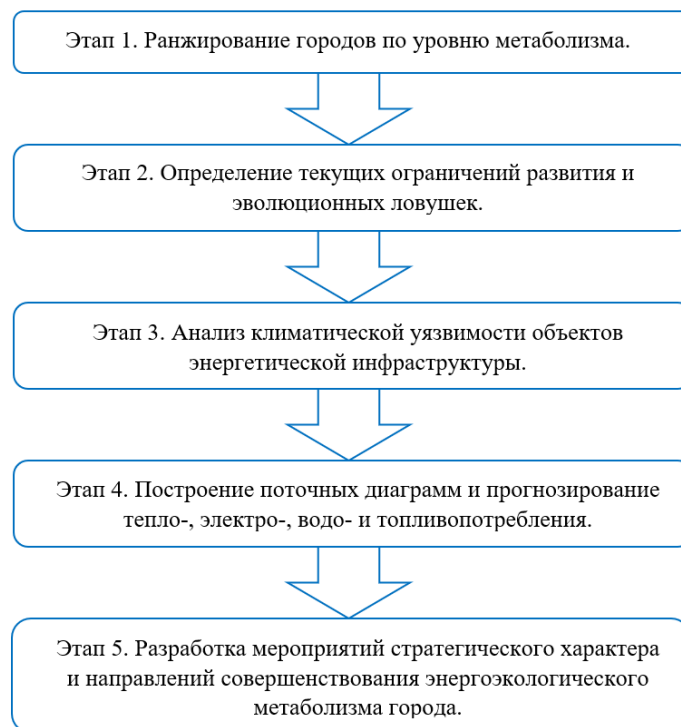 Этап 1. Ранжирование городов по уровню метаболизма.
Этап 2. Определение текущих ограничений развития и
эволюционных ловушек.
Этап 3. Анализ климатической уязвимости объектов
энергетической инфраструктуры.
Этап 4. Построение поточных диаграмм и прогнозирование
тепло-, электро-, водо- и топливопотребления.
Этап 5. Разработка мероприятий стратегического характера
и направлений совершенствования энергоэкологического
метаболизма города.